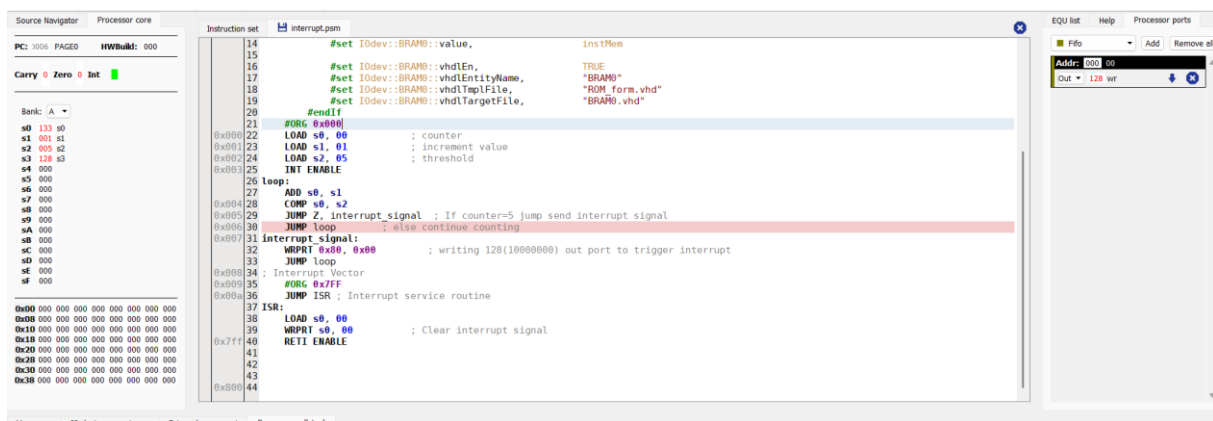 Source Navigator Processor core
PC: 3006 PAGE0 HWBuild: 000
Carry 0 Zero 0 Int
Bank: A
s0 133 s0
s1 001 s1
s2 005 s2
s3 128 s3
s4 000
s5 000
s6 000
s7 000
s8 000
s9 000
sA 000
sB 000
sC 000
sD 000
sE 000
sF 000
0x00 000 000 000 000 000 000 000 000
0x08 000 000 000 000 000 000 000 000
0x10 000 000 000 000 000 000 000 000
0x18 000 000 000 000 000 000 000 000
0x20 000 000 000 000 000 000 000 000
0x28 000 000 000 000 000 000 000 000
0x30 000 000 000 000 000 000 000 000
0x38 000 000 000 000 000 000 000 000
Instruction set interrupt.psm
14 #set IOdev::BRAM0::value, instMem
15
16 #set IOdev::BRAM0::vhdlEn, TRUE
17 #set IOdev::BRAM0::vhdlEntityName, "BRAM0"
18 #set IOdev::BRAM0::vhdlTmplFile, "ROM_form.vhd"
19 #set IOdev::BRAM0::vhdlTargetFile, "BRAM0.vhd"
20 #endIf
21 #ORG 0x000
0x000 22 LOAD s0, 00 ; counter
0x001 23 LOAD s1, 01 ; increment value
0x002 24 LOAD s2, 05 ; threshold
0x003 25 INT ENABLE
26 loop:
27 ADD s0, s1
0x004 28 COMP s0, s2
0x005 29 JUMP Z, interrupt_signal ; If counter=5 jump send interrupt signal
0x006 30 JUMP loop ; else continue counting
0x007 31 interrupt_signal:
32 WRPRT 0x80, 0x00 ; writing 128(10000000) out port to trigger interrupt
33 JUMP loop
0x008 34 ; Interrupt Vector
0x009 35 #ORG 0x7FF
0x00a 36 JUMP ISR ; Interrupt service routine
37 ISR:
38 LOAD s0, 00
39 WRPRT s0, 00 ; Clear interrupt signal
0x7ff 40 RETI ENABLE
41
42
43
0x800 44
EQU list Help Processor ports
Fifo Add Remove al
Addr: 000 00
Out 128 wr